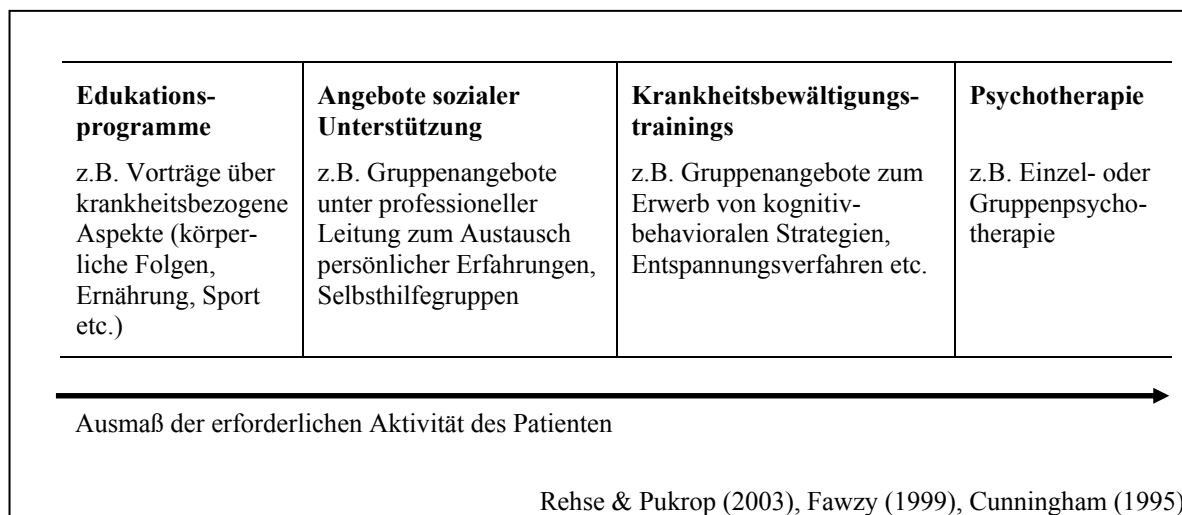 Edukations-
programme
z.B. Vorträge über
krankheitsbezogene
Aspekte (körper-
liche Folgen,
Ernährung, Sport
etc.)
Angebote sozialer
Unterstützung
z.B. Gruppenangebote
unter professioneller
Leitung zum Austausch
persönlicher Erfahrungen,
Selbsthilfegruppen
Krankheitsbewältigungs-
trainings
z.B. Gruppenangebote zum
Erwerb von kognitiv-
behavioralen Strategien,
Entspannungsverfahren etc.
Psychotherapie
z.B. Einzel- oder
Gruppenpsycho-
therapie
Ausmaß der erforderlichen Aktivität des Patienten
Rehse & Pukrop (2003), Fawzy (1999), Cunningham (1995)